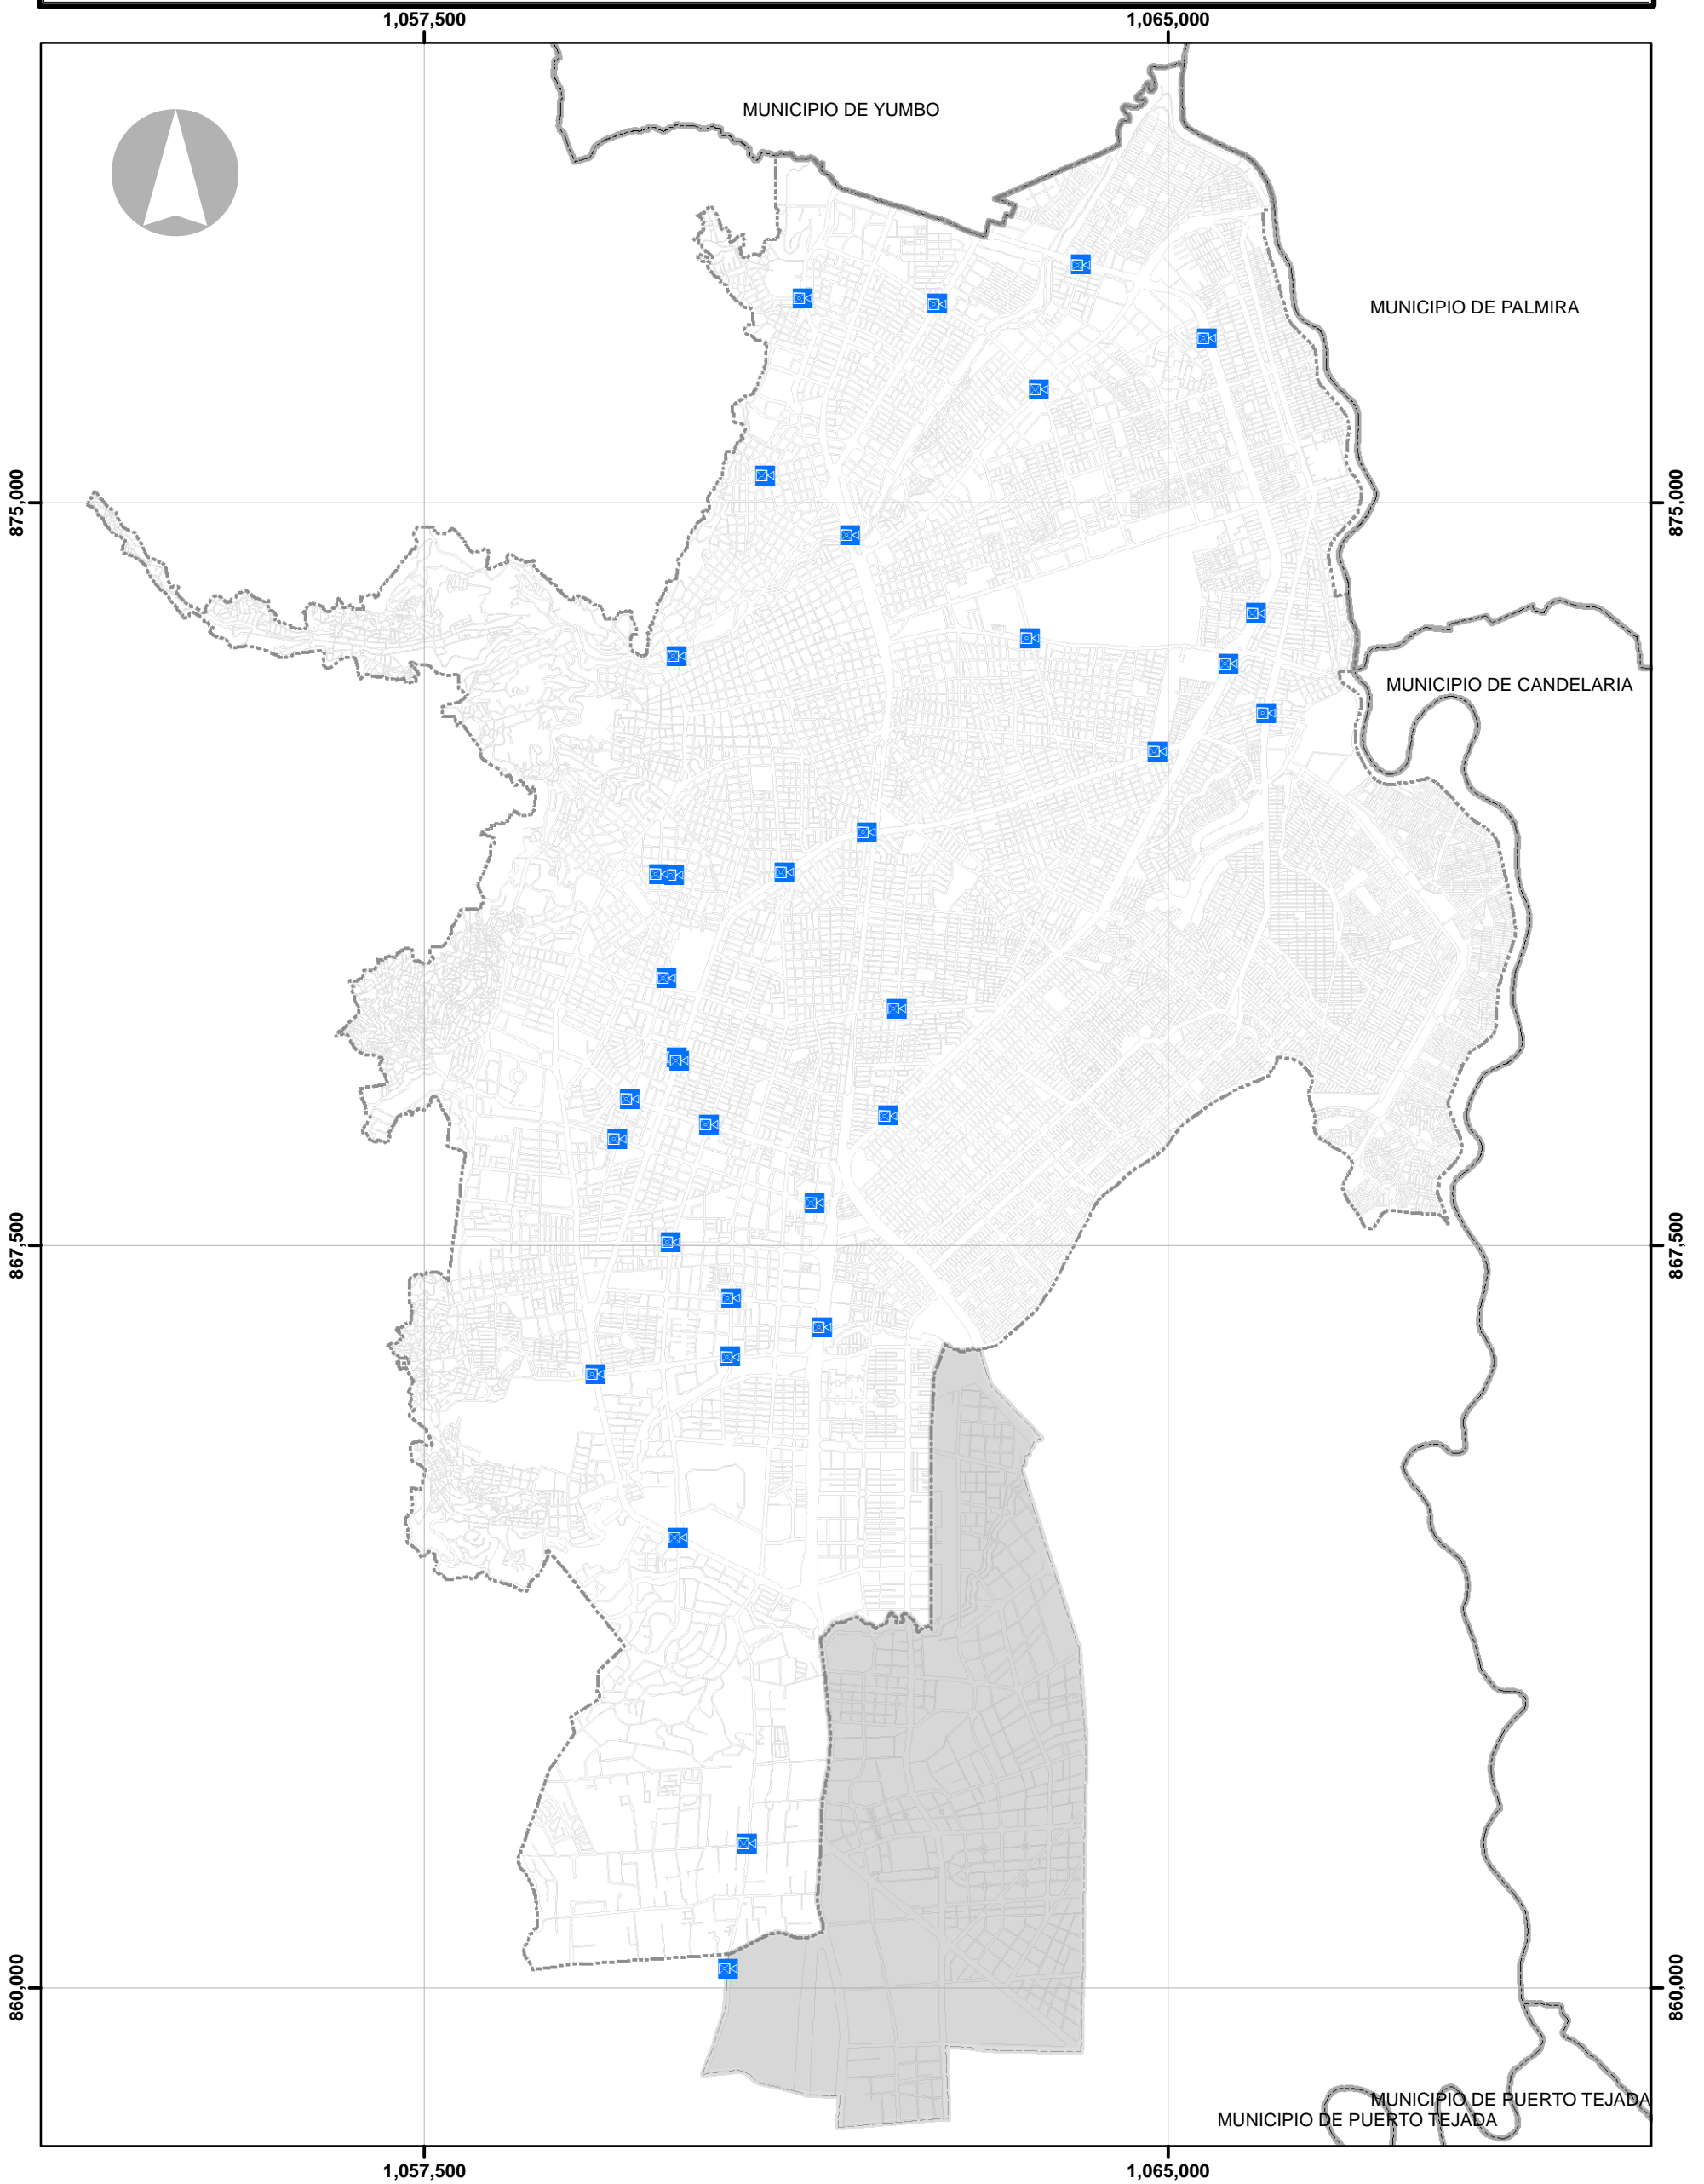 1,057,500
1,065,000
MUNICIPIO DE YUMBO
MUNICIPIO DE PALMIRA
875,000
875,000
MUNICIPIO DE CANDELARIA
867,500
867,500
860,000
860,000
MUNICIPIO DE PUERTO TEJADA
MUNICIPIO DE PUERTO TEJADA
1,057,500
1,065,000